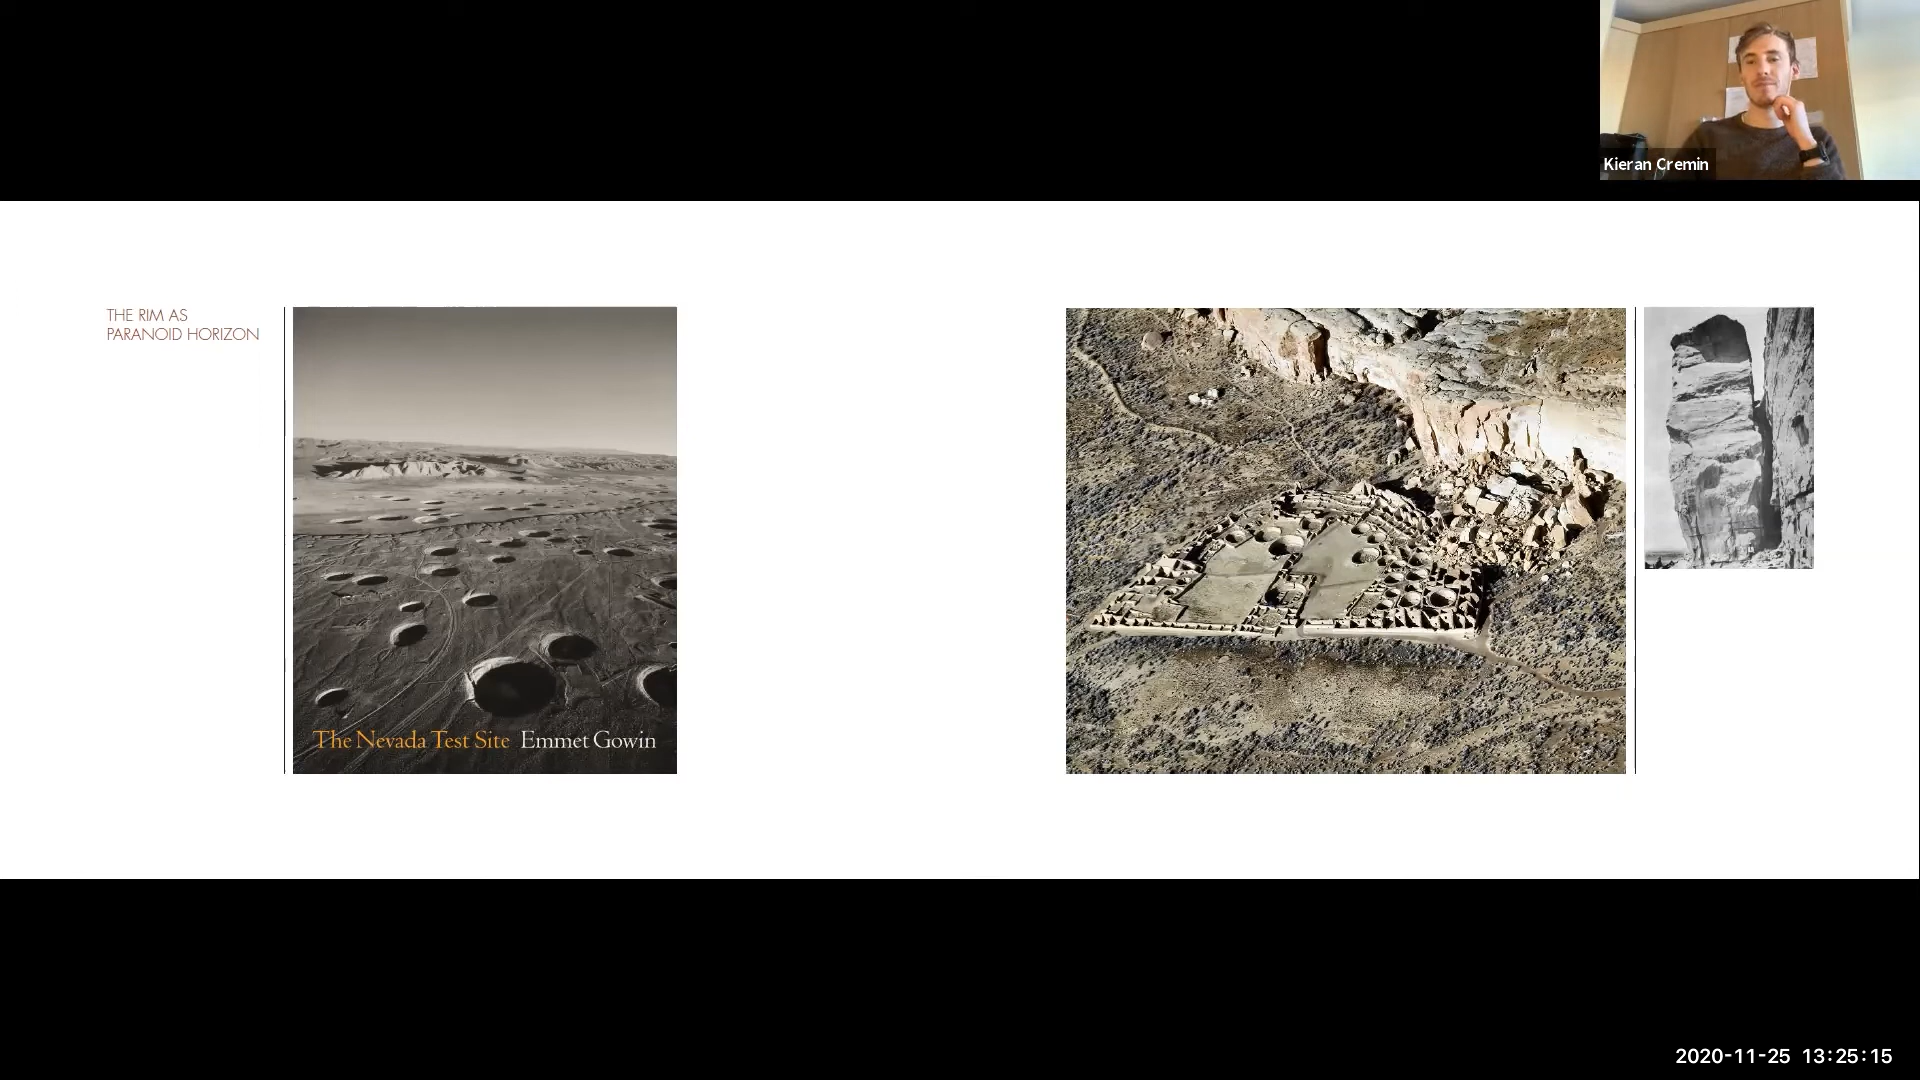 Kieran Cremin
THE RIM AS
PARANOID HORIZON
The Nevada Test Site Emmet Gowin
2020-11-25 13:25:15